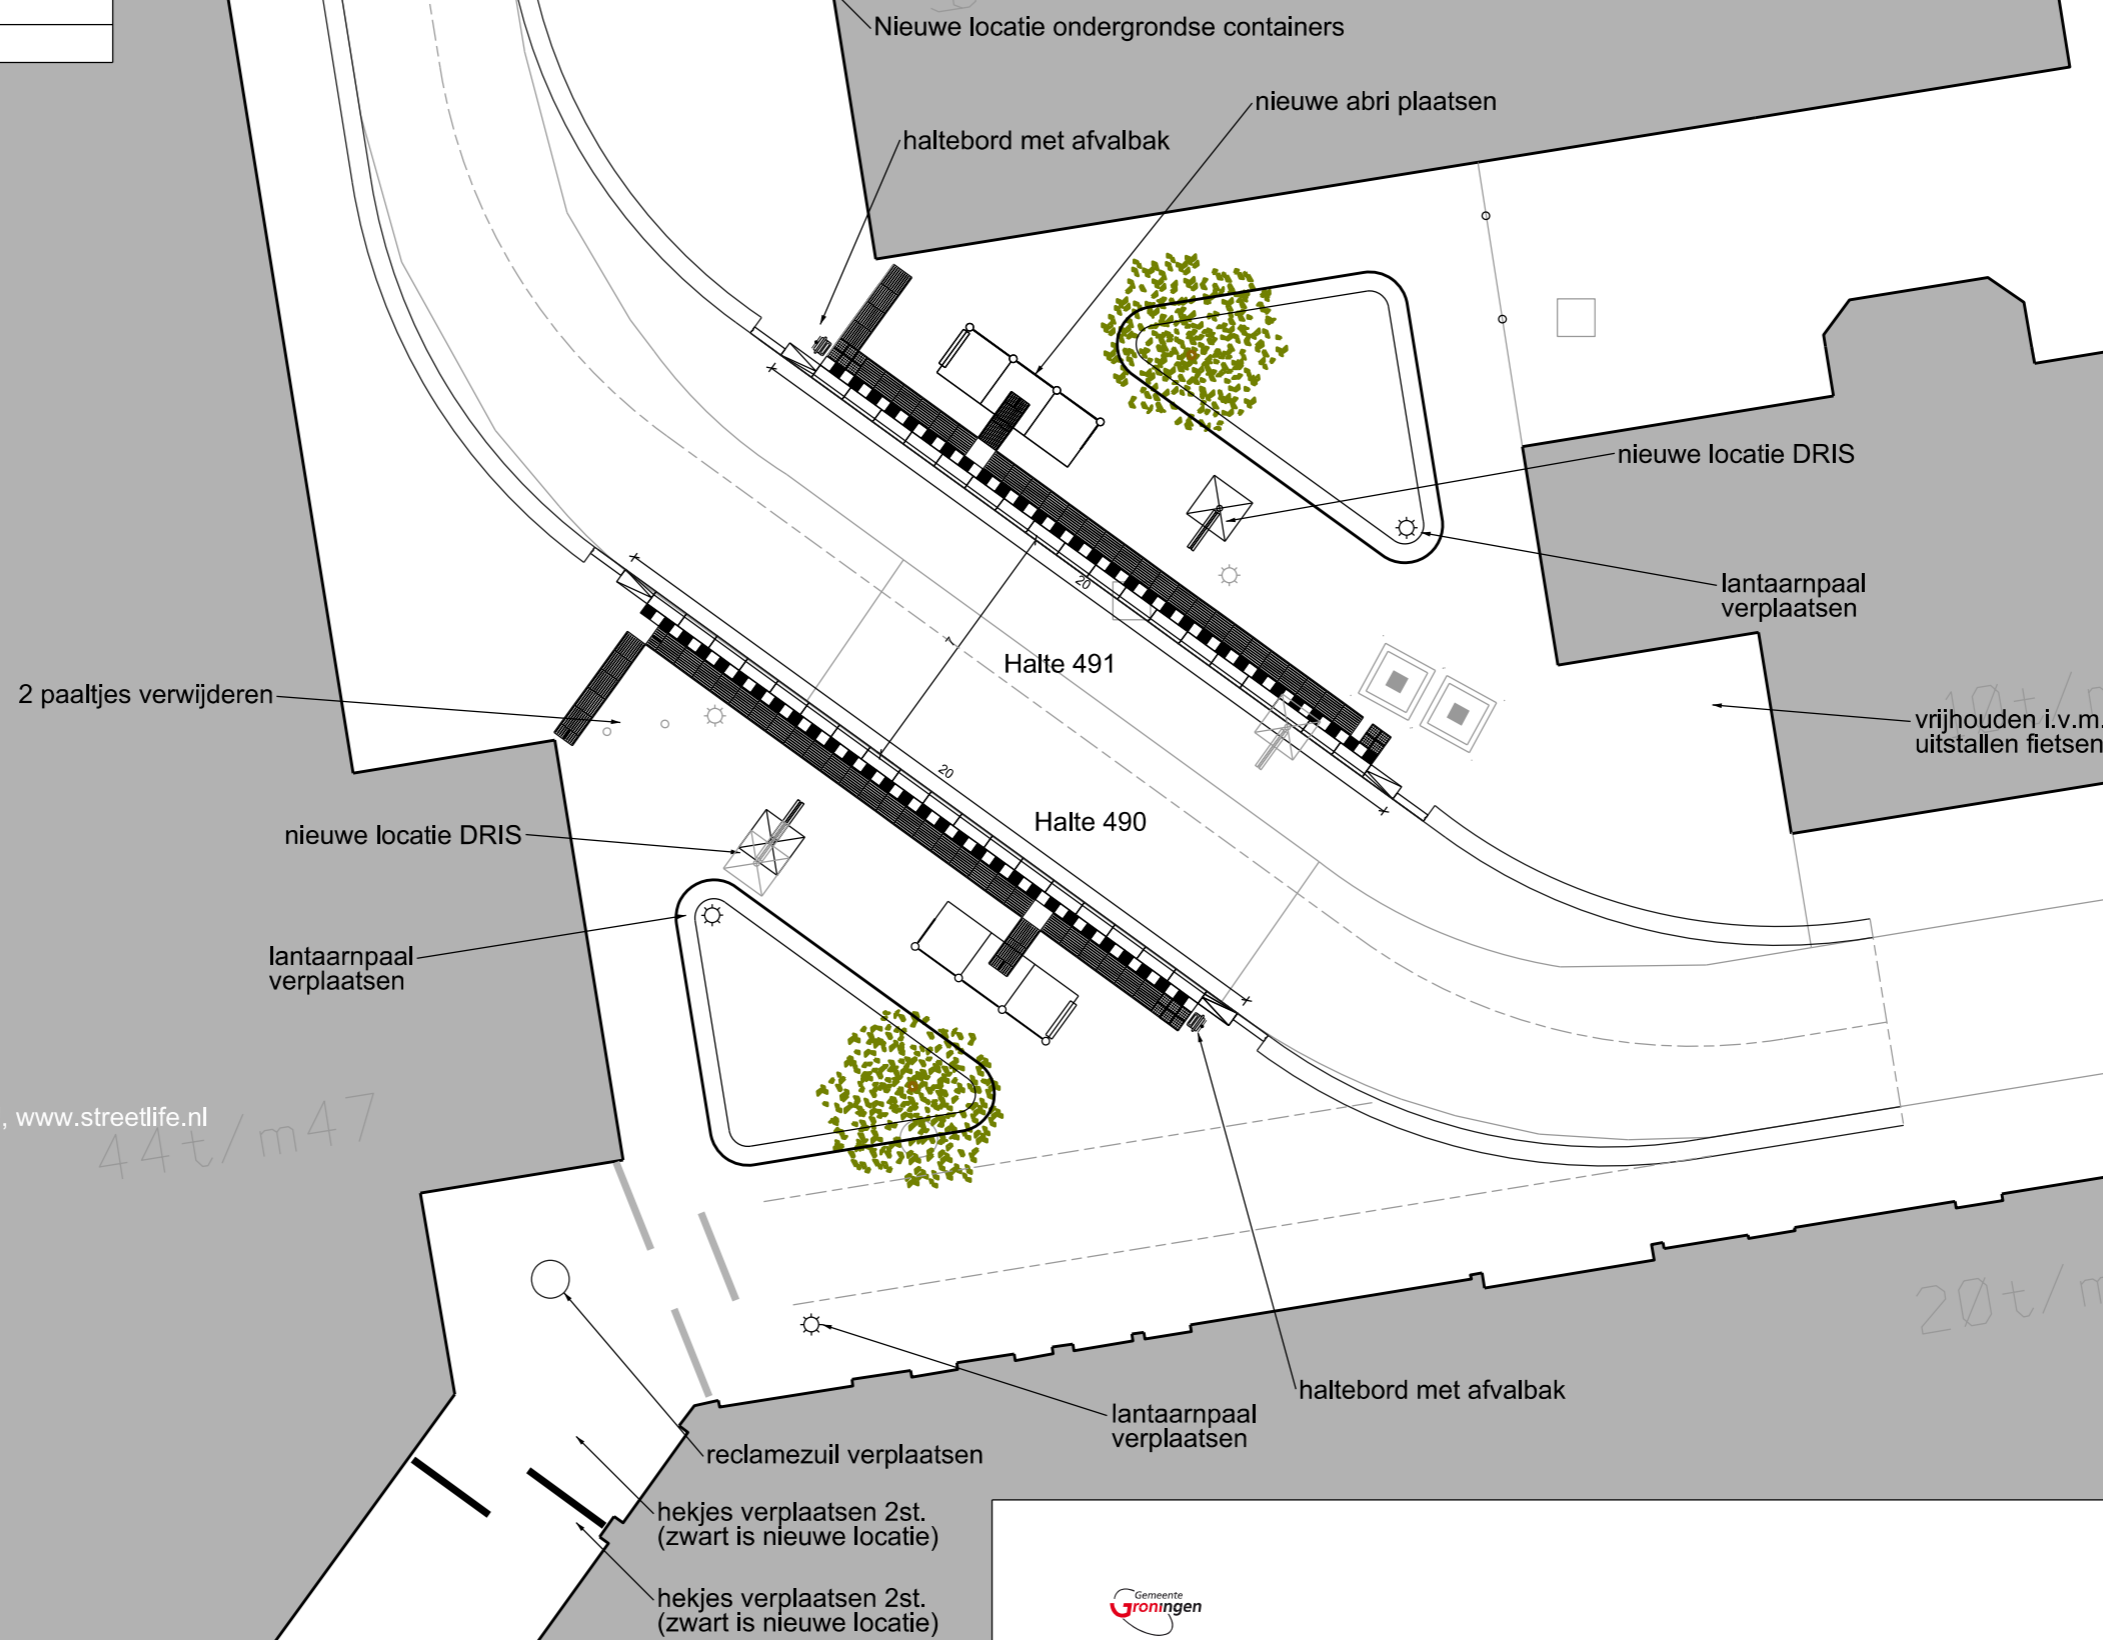 Nieuwe locatie ondergrondse containers
nieuwe abri plaatsen
haltebord met afvalbak
nieuwe locatie DRIS
lantaarnpaal
verplaatsen
20
7
Halte 491
2 paaltjes verwijderen
vrijhouden i.v.m.
uitstallen fietsen
20
Halte 490
nieuwe locatie DRIS
lantaarnpaal
verplaatsen
, www.streetlife.nl
44t/m47
haltebord met afvalbak
lantaarnpaal
verplaatsen
reclamezuil verplaatsen
hekjes verplaatsen 2st.
(zwart is nieuwe locatie)
hekjes verplaatsen 2st.
(zwart is nieuwe locatie)
Gemeente
Groningen